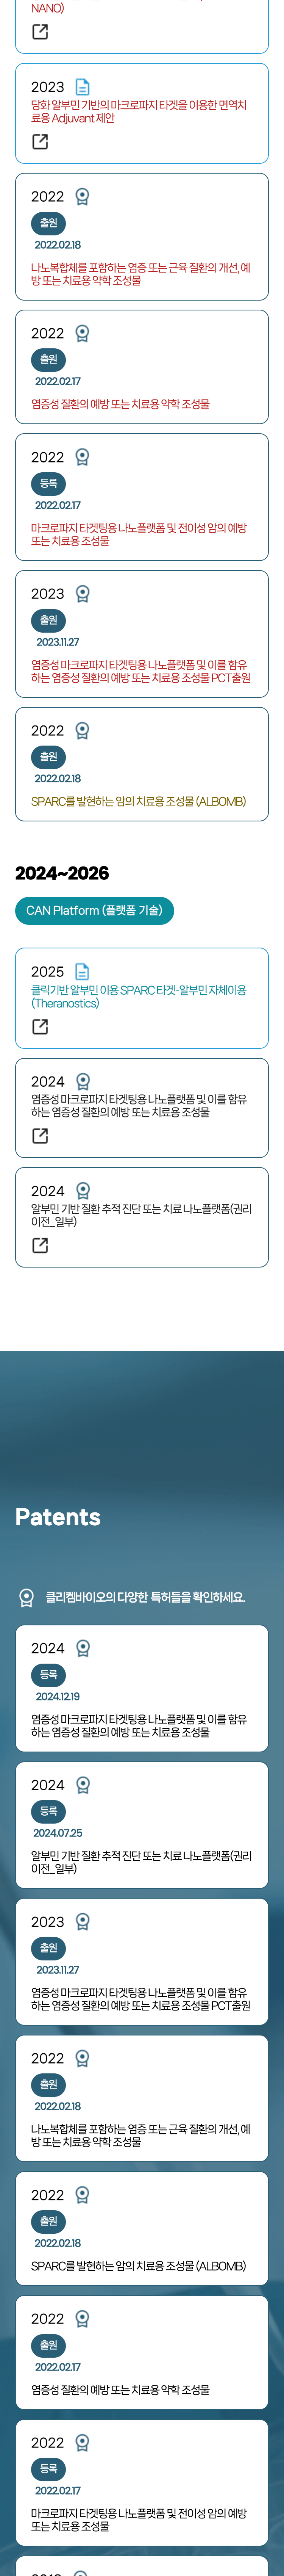 NANO)
2023
당화 알부민 기반의 마크로파지 타겟을 이용한 면역치
료용 Adjuvant 제안
2022
출원
2022.02.18
나노복합체를 포함하는 염증 또는 근육 질환의 개선, 예
방 또는 치료용 약학 조성물
2022
출원
2022.02.17
염증성 질환의 예방 또는 치료용 약학 조성물
2022
등록
2022.02.17
마크로파지 타겟팅용 나노플랫폼 및 전이성 암의 예방
또는 치료용 조성물
2023
출원
2023.11.27
염증성 마크로파지 타겟팅용 나노플랫폼 및 이를 함유
하는 염증성 질환의 예방 또는 치료용 조성물 PCT출원
2022
출원
2022.02.18
SPARC를 발현하는 암의 치료용 조성물 (ALBOMB)
2024~2026
CAN Platform (플랫폼 기술)
2025
클릭기반 알부민 이용 SPARC 타겟-알부민 자체이용
(Theranostics)
2024
염증성 마크로파지 타겟팅용 나노플랫폼 및 이를 함유
하는 염증성 질환의 예방 또는 치료용 조성물
2024
알부민 기반 질환 추적 진단 또는 치료 나노플랫폼(권리
이전_일부)
Patents
클리켐바이오의 다양한 특허들을 확인하세요.
2024
등록
2024.12.19
염증성 마크로파지 타겟팅용 나노플랫폼 및 이를 함유
하는 염증성 질환의 예방 또는 치료용 조성물
2024
등록
2024.07.25
알부민 기반 질환 추적 진단 또는 치료 나노플랫폼(권리
이전_일부)
2023
출원
2023.11.27
염증성 마크로파지 타겟팅용 나노플랫폼 및 이를 함유
하는 염증성 질환의 예방 또는 치료용 조성물 PCT출원
2022
출원
2022.02.18
나노복합체를 포함하는 염증 또는 근육 질환의 개선, 예
방 또는 치료용 약학 조성물
2022
출원
2022.02.18
SPARC를 발현하는 암의 치료용 조성물 (ALBOMB)
2022
출원
2022.02.17
염증성 질환의 예방 또는 치료용 약학 조성물
2022
등록
2022.02.17
마크로파지 타겟팅용 나노플랫폼 및 전이성 암의 예방
또는 치료용 조성물